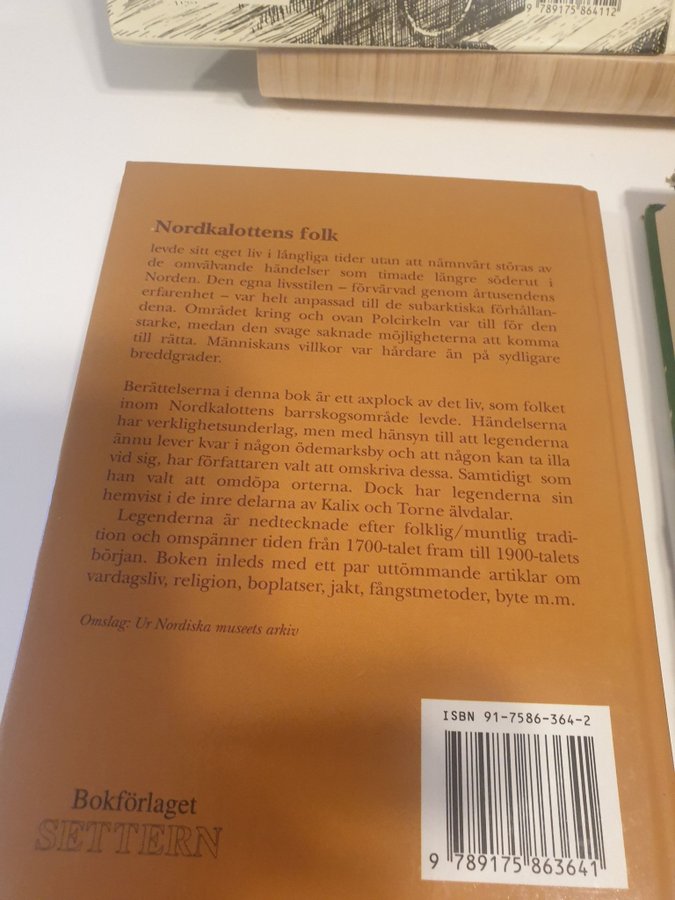 9 789175 864112
Nordkalottens folk
levde sitt eget liv i långliga tider utan att nämnvärt störas av
de omvälvande händelser som timade längre söderut i
Norden. Den egna livsstilen – förvärvad genom årtusendens
erfarenhet – var helt anpassad till de subarktiska förhållan-
dena. Området kring och ovan Polcirkeln var till för den
starke, medan den svage saknade möjligheterna att komma
till rätta. Människans villkor var hårdare än på sydligare
breddgrader.
Berättelserna i denna bok är ett axplock av det liv, som folket
inom Nordkalottens barrskogsområde levde. Händelserna
har verklighetsunderlag, men med hänsyn till att legenderna
ännu lever kvar i någon ödemarksby och att någon kan ta illa
vid sig, har författaren valt att omskriva dessa. Samtidigt som
han valt att omdöpa orterna. Dock har legenderna sin
hemvist i de inre delarna av Kalix och Torne älvdalar.
Legenderna är nedtecknade efter folklig/muntlig tradi-
tion och omspänner tiden från 1700-talet fram till 1900-talets
början. Boken inleds med ett par uttömmande artiklar om
vardagsliv, religion, boplatser, jakt, fångstmetoder, byte m.m.
Omslag: Ur Nordiska museets arkiv
ISBN 91-7586-364-2
Bokförlaget
SETTERN
9 789175 863641